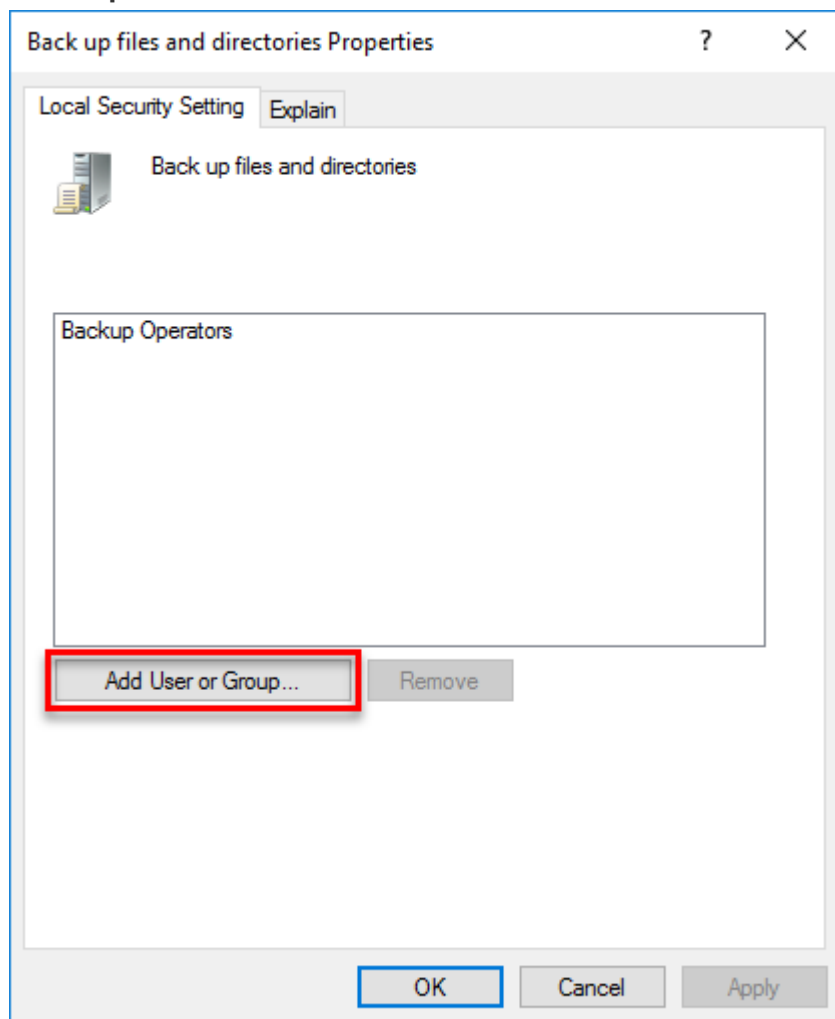 Back up files and directories Properties
?
Local Security Setting
Explain
Back up files and directories
Backup Operators
Add User or Group...
Remove
OK
Cancel
Apply